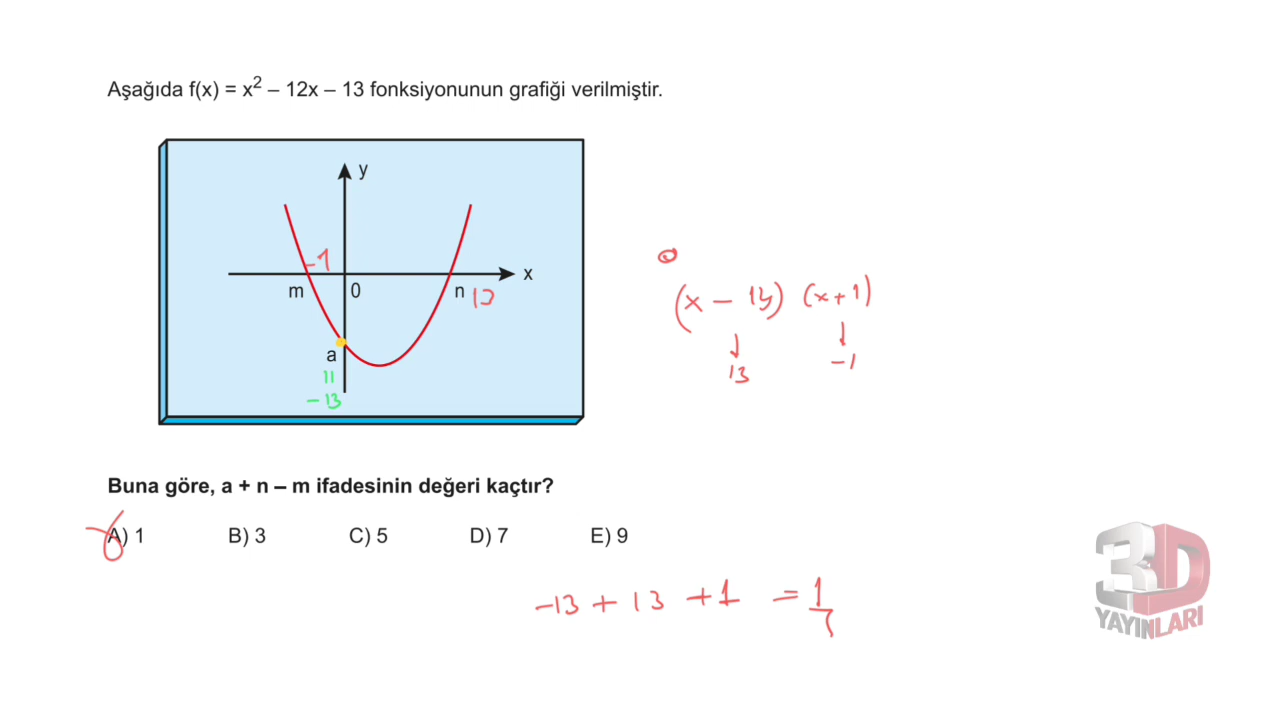 Aşağıda f(x) = x² – 12x – 13 fonksiyonunun grafiği verilmiştir.
y
-1
x
m
0
n
13
a
11
-13
(x - 13) (x + 1)
↓ ↓
13 -1
Buna göre, a + n – m ifadesinin değeri kaçtır?
A) 1 B) 3 C) 5 D) 7 E) 9
-13 + 13 + 1 = 1
3D
YAYINLARI